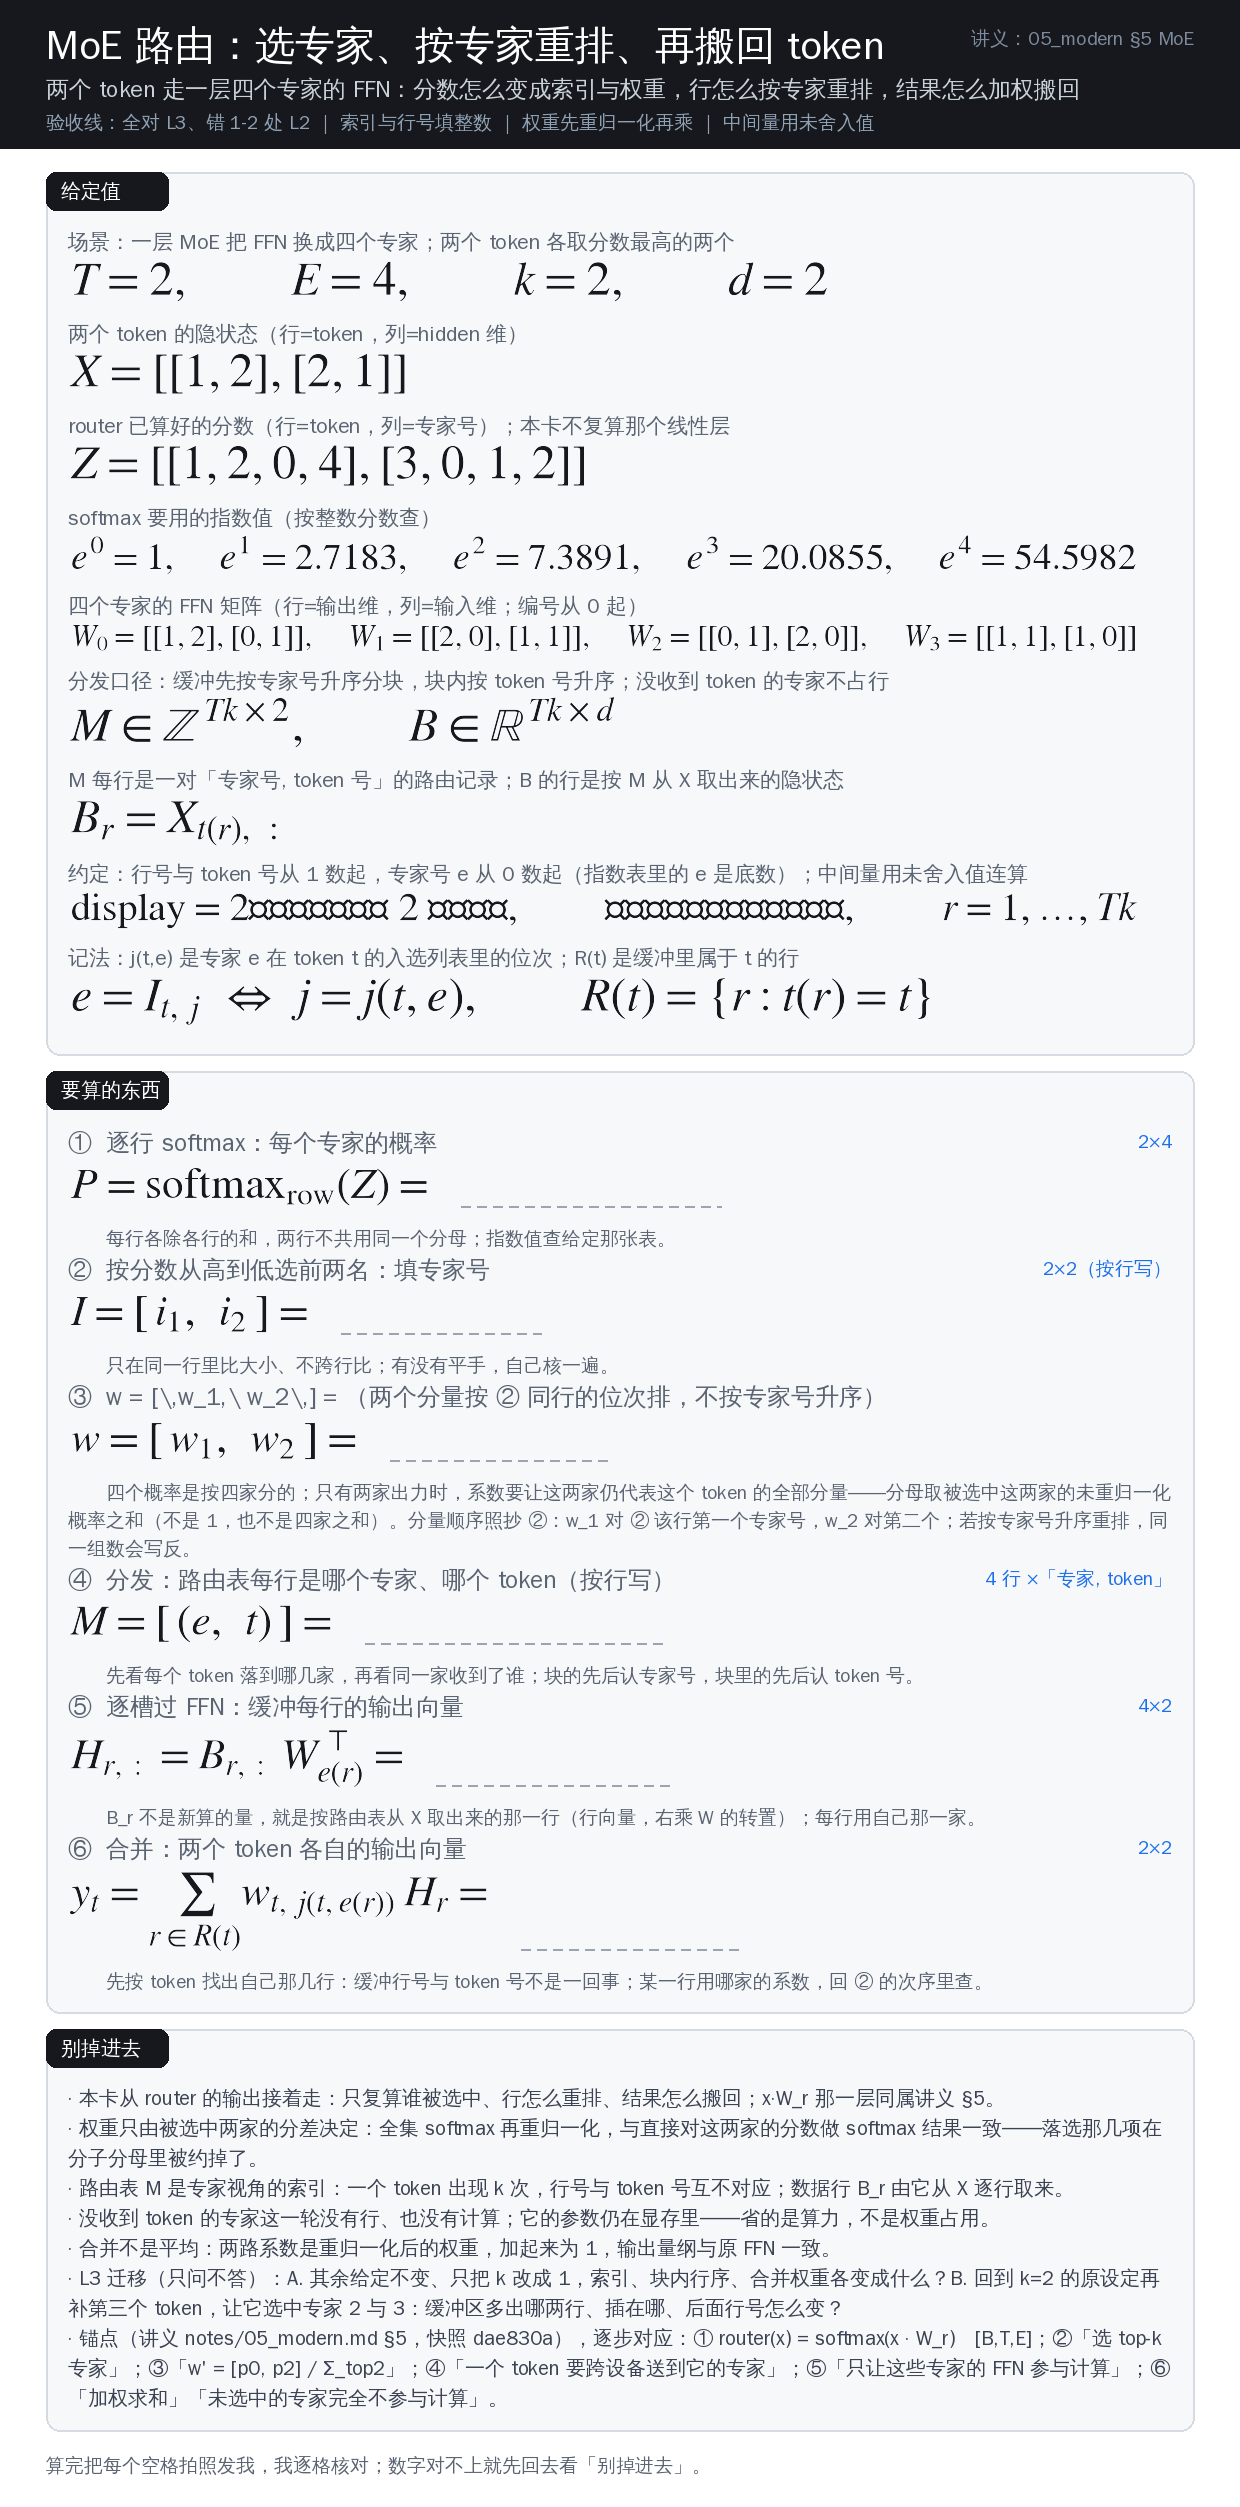 MoE 路由：选专家、按专家重排、再搬回 token
讲义：05_modern §5 MoE
两个 token 走一层四个专家的 FFN：分数怎么变成索引与权重，行怎么按专家重排，结果怎么加权搬回
验收线：全对 L3、错 1-2 处 L2 ｜ 索引与行号填整数 ｜ 权重先重归一化再乘 ｜ 中间量用未舍入值
给定值
场景：一层 MoE 把 FFN 换成四个专家；两个 token 各取分数最高的两个
T = 2, E = 4, k = 2, d = 2
两个 token 的隐状态（行=token，列=hidden 维）
X = [[1, 2], [2, 1]]
router 已算好的分数（行=token，列=专家号）；本卡不复算那个线性层
Z = [[1, 2, 0, 4], [3, 0, 1, 2]]
softmax 要用的指数值（按整数分数查）
e^0 = 1, e^1 = 2.7183, e^2 = 7.3891, e^3 = 20.0855, e^4 = 54.5982
四个专家的 FFN 矩阵（行=输出维，列=输入维；编号从 0 起）
W_0 = [[1, 2], [0, 1]], W_1 = [[2, 0], [1, 1]], W_2 = [[0, 1], [2, 0]], W_3 = [[1, 1], [1, 0]]
分发口径：缓冲先按专家号升序分块，块内按 token 号升序；没收到 token 的专家不占行
M ∈ ℤ^{Tk × 2}, B ∈ ℝ^{Tk × d}
M 每行是一对「专家号, token 号」的路由记录；B 的行是按 M 从 X 取出来的隐状态
B_r = X_{t(r), :}
约定：行号与 token 号从 1 数起，专家号 e 从 0 数起（指数表里的 e 是底数）；中间量用未舍入值连算
display = 2¤¤¤¤¤¤¤ 2 ¤¤¤¤, ¤¤¤¤¤¤¤¤¤¤¤¤, r = 1, …, Tk
记法：j(t,e) 是专家 e 在 token t 的入选列表里的位次；R(t) 是缓冲里属于 t 的行
e = I_{t, j} ⇔ j = j(t, e), R(t) = {r : t(r) = t}
要算的东西
① 逐行 softmax：每个专家的概率 2×4
P = softmax_row(Z) =
每行各除各行的和，两行不共用同一个分母；指数值查给定那张表。
② 按分数从高到低选前两名：填专家号 2×2（按行写）
I = [ i_1, i_2 ] =
只在同一行里比大小、不跨行比；有没有平手，自己核一遍。
③ w = [\,w_1,\ w_2\,] = （两个分量按 ② 同行的位次排，不按专家号升序）
w = [ w_1, w_2 ] =
四个概率是按四家分的；只有两家出力时，系数要让这两家仍代表这个 token 的全部分量——分母取被选中这两家的未重归一化
概率之和（不是 1，也不是四家之和）。分量顺序照抄 ②：w_1 对 ② 该行第一个专家号，w_2 对第二个；若按专家号升序重排，同
一组数会写反。
④ 分发：路由表每行是哪个专家、哪个 token（按行写） 4 行 ×「专家, token」
M = [ (e, t) ] =
先看每个 token 落到哪几家，再看同一家收到了谁；块的先后认专家号，块里的先后认 token 号。
⑤ 逐槽过 FFN：缓冲每行的输出向量 4×2
H_{r, :} = B_{r, :} W_{e(r)}^⊤ =
B_r 不是新算的量，就是按路由表从 X 取出来的那一行（行向量，右乘 W 的转置）；每行用自己那一家。
⑥ 合并：两个 token 各自的输出向量 2×2
y_t = ∑_{r ∈ R(t)} w_{t, j(t, e(r))} H_r =
先按 token 找出自己那几行：缓冲行号与 token 号不是一回事；某一行用哪家的系数，回 ② 的次序里查。
别掉进去
· 本卡从 router 的输出接着走：只复算谁被选中、行怎么重排、结果怎么搬回；x·W_r 那一层同属讲义 §5。
· 权重只由被选中两家的分差决定：全集 softmax 再重归一化，与直接对这两家的分数做 softmax 结果一致——落选那几项在
分子分母里被约掉了。
· 路由表 M 是专家视角的索引：一个 token 出现 k 次，行号与 token 号互不对应；数据行 B_r 由它从 X 逐行取来。
· 没收到 token 的专家这一轮没有行、也没有计算；它的参数仍在显存里——省的是算力，不是权重占用。
· 合并不是平均：两路系数是重归一化后的权重，加起来为 1，输出量纲与原 FFN 一致。
· L3 迁移（只问不答）：A. 其余给定不变、只把 k 改成 1，索引、块内行序、合并权重各变成什么？B. 回到 k=2 的原设定再
补第三个 token，让它选中专家 2 与 3：缓冲区多出哪两行、插在哪、后面行号怎么变？
· 锚点（讲义 notes/05_modern.md §5，快照 dae830a），逐步对应：① router(x) = softmax(x · W_r) [B,T,E]；②「选 top-k
专家」；③「w' = [p0, p2] / Σ_top2」；④「一个 token 要跨设备送到它的专家」；⑤「只让这些专家的 FFN 参与计算」；⑥
「加权求和」「未选中的专家完全不参与计算」。
算完把每个空格拍照发我，我逐格核对；数字对不上就先回去看「别掉进去」。